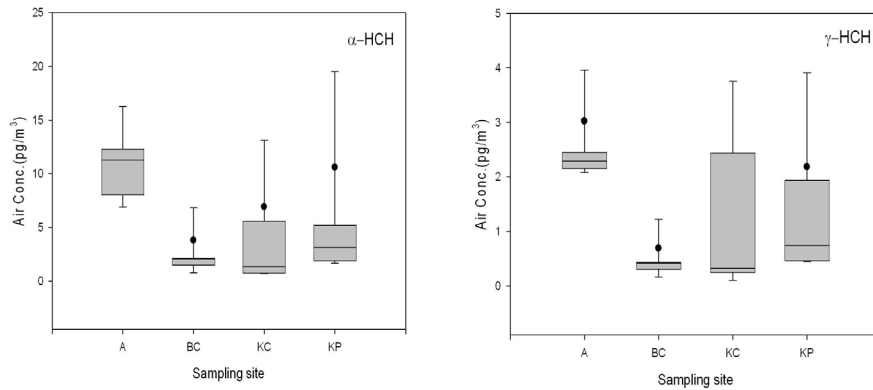 α–HCH
Air Conc.(pg/m³)
25
20
15
10
5
0
A BC KC KP
Sampling site
γ–HCH
Air Conc.(pg/m³)
5
4
3
2
1
0
A BC KC KP
Sampling site